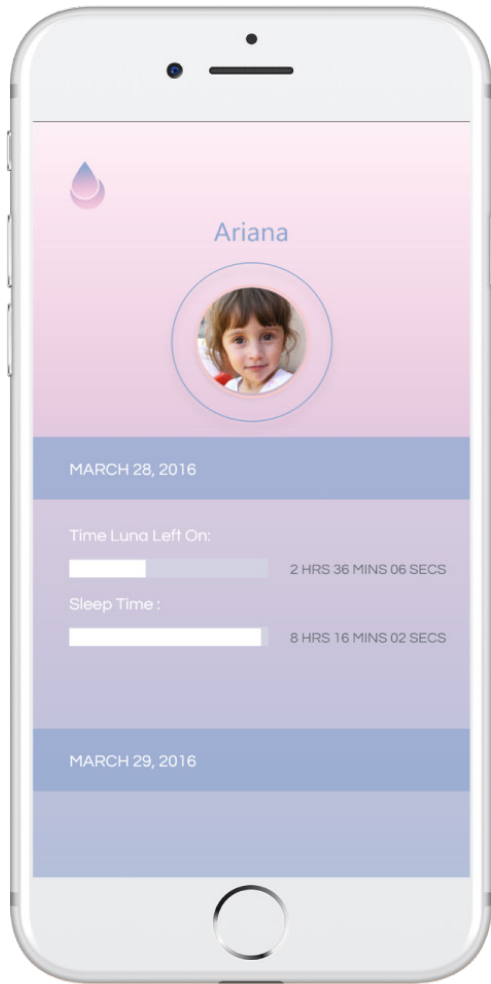 Ariana
MARCH 28, 2016
Time Luna Left On:
2 HRS 36 MINS 06 SECS
Sleep Time :
8 HRS 16 MINS 02 SECS
MARCH 29, 2016